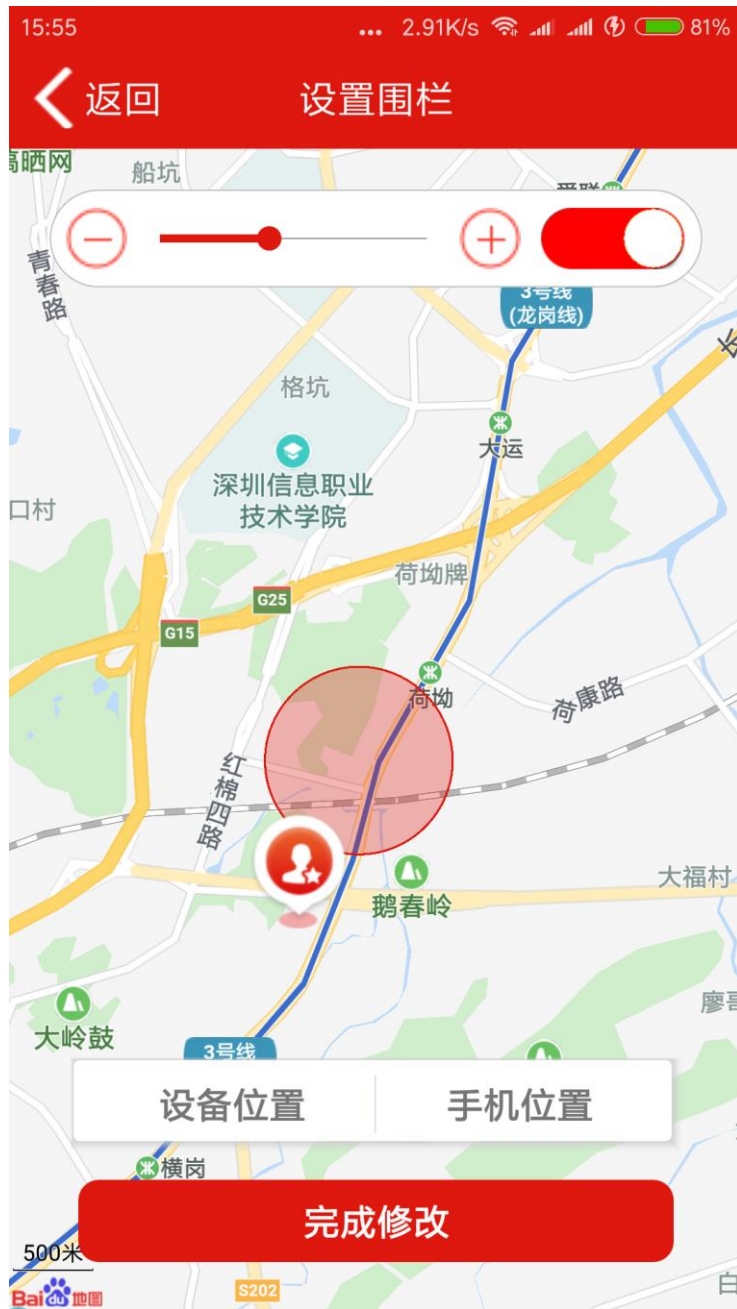 15:55
... 2.91K/s 81%
返回
设置围栏
船坑
青春路
3号线
(龙岗线)
格坑
大运
深圳信息职业
技术学院
口村
荷坳牌
G25
G15
荷坳
荷康路
红棉四路
大福村
鹅春岭
大岭鼓
3号线
设备位置
手机位置
横岗
完成修改
500米
S202
Bai du 地图